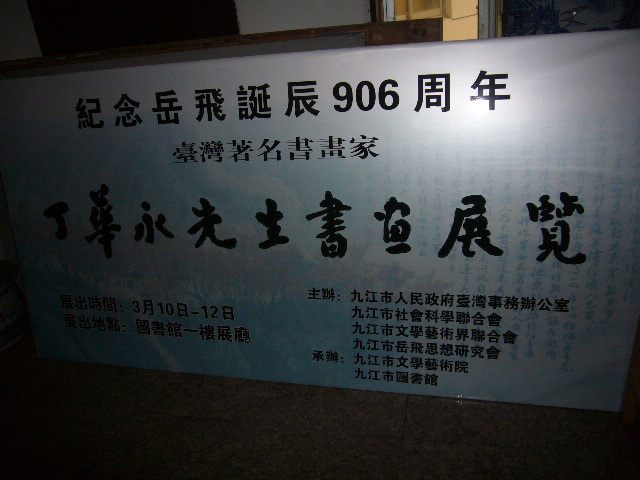 紀念岳飛誕辰906周年
臺灣著名書畫家
丁華永先生書畫展覽
展出時間：3月10日-12日
展出地點：圖書館一樓展廳
主辦：九江市人民政府臺灣事務辦公室
九江市社會科學聯合會
九江市文學藝術界聯合會
九江市岳飛思想研究會
承辦：九江市文學藝術院
九江市圖書館